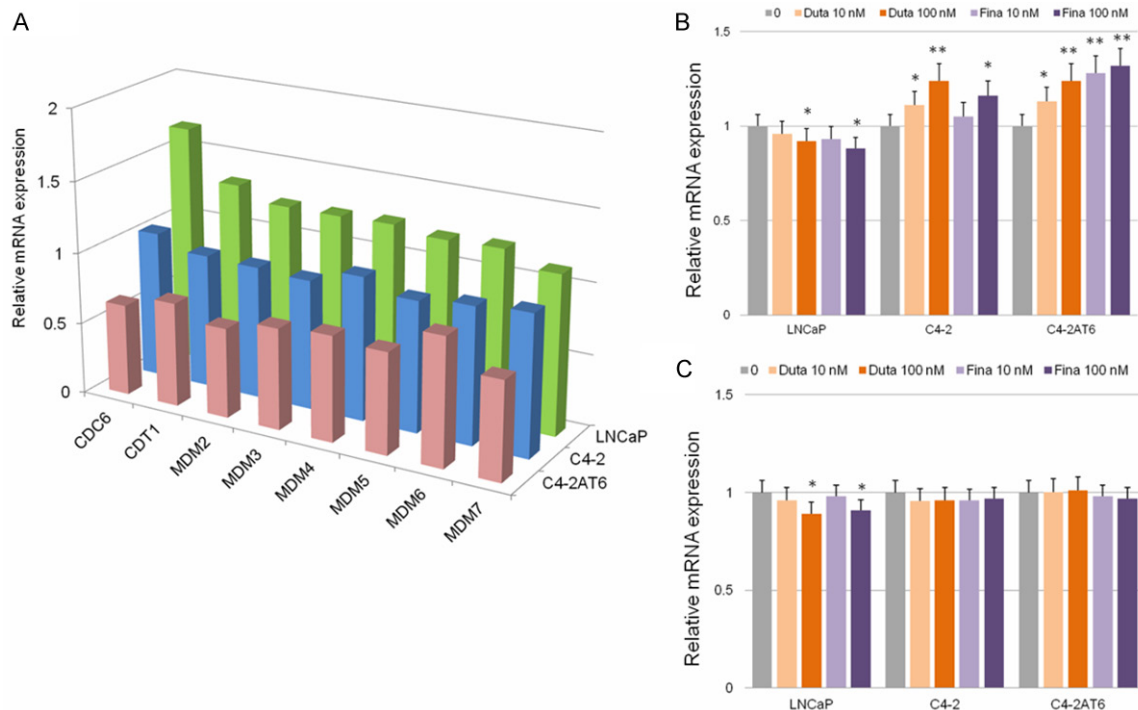 A
Relative mRNA expression
2
1.5
1
0.5
0
CDC6
CDT1
MDM2
MDM3
MDM4
MDM5
MDM6
MDM7
LNCaP
C4-2
C4-2AT6
B
0 Duta 10 nM Duta 100 nM Fina 10 nM Fina 100 nM
Relative mRNA expression
1.5
1
0.5
0
* * * ** * * ** ** **
LNCaP C4-2 C4-2AT6
C
0 Duta 10 nM Duta 100 nM Fina 10 nM Fina 100 nM
Relative mRNA expression
1.5
1
0.5
0
* *
LNCaP C4-2 C4-2AT6